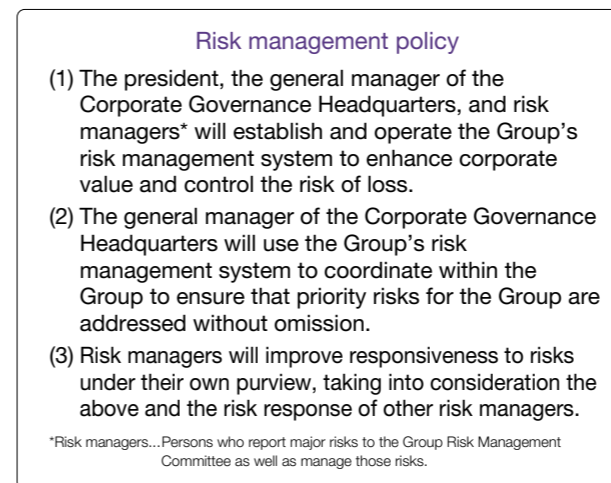 Risk management policy
(1) The president, the general manager of the
Corporate Governance Headquarters, and risk
managers* will establish and operate the Group's
risk management system to enhance corporate
value and control the risk of loss.
(2) The general manager of the Corporate Governance
Headquarters will use the Group's risk
management system to coordinate within the
Group to ensure that priority risks for the Group are
addressed without omission.
(3) Risk managers will improve responsiveness to risks
under their own purview, taking into consideration the
above and the risk response of other risk managers.
*Risk managers...Persons who report major risks to the Group Risk Management
Committee as well as manage those risks.